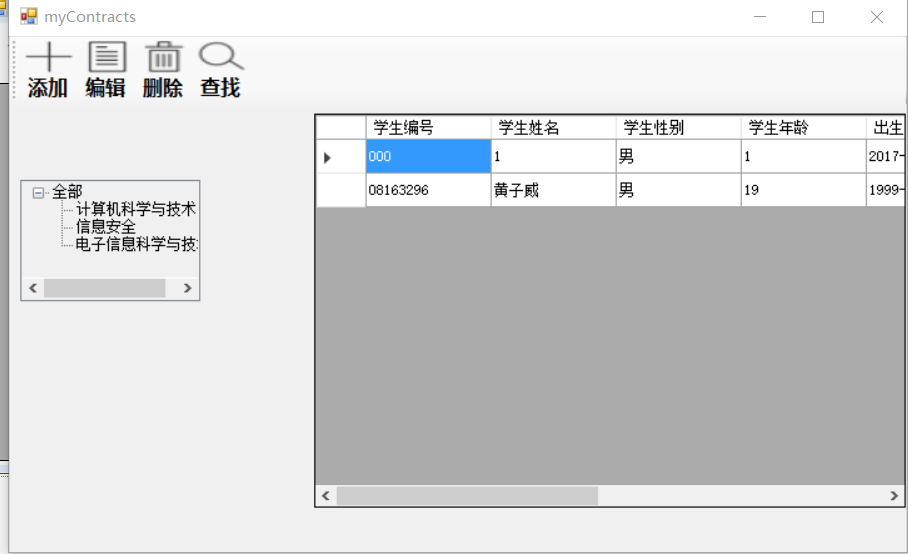 myContracts
添加 编辑 删除 查找
学生编号 学生姓名 学生性别 学生年龄 出生
000 1 男 1 2017-
08163296 黄子威 男 19 1999-
全部
计算机科学与技术
信息安全
电子信息科学与技